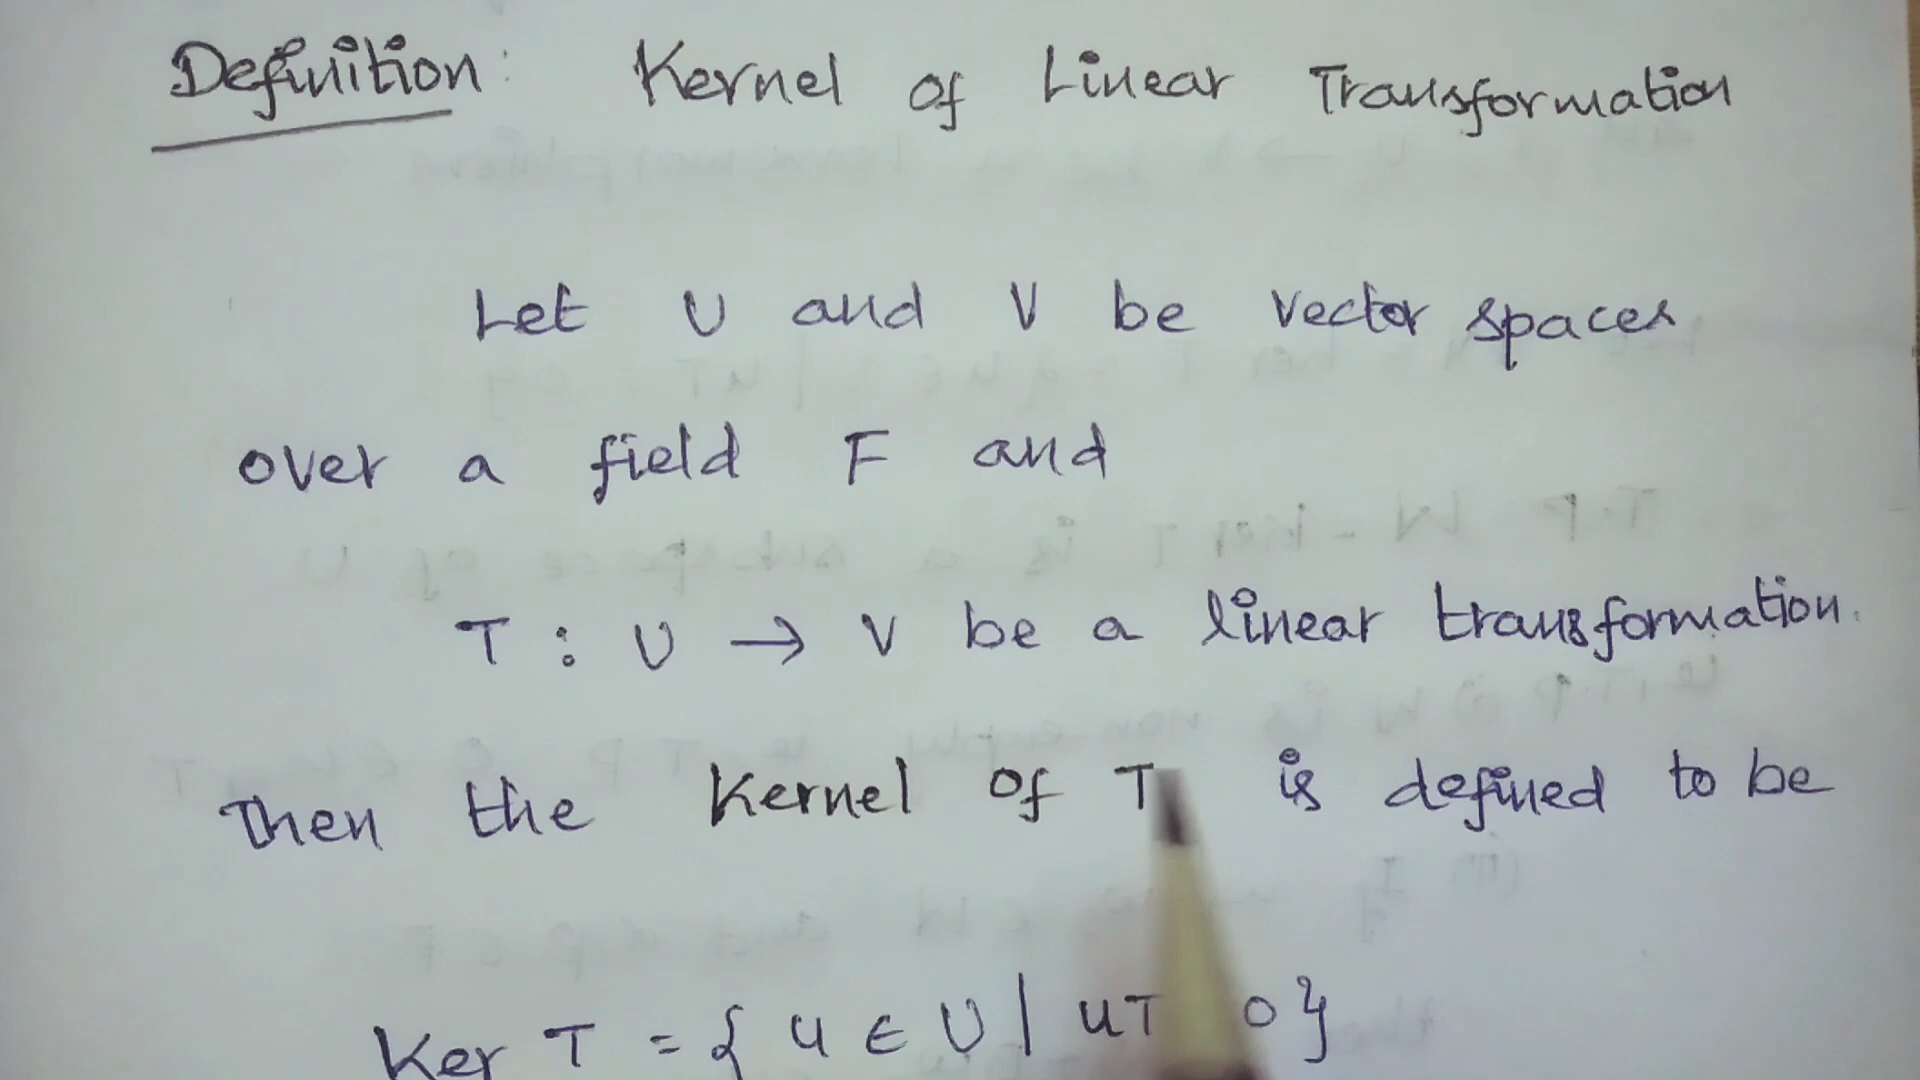 Definition: Kernel of Linear Transformation
Let U and V be vector spaces
over a field F and
T : U → V be a linear transformation.
Then the Kernel of T is defined to be
Ker T = { u ∈ U | uT 0 }